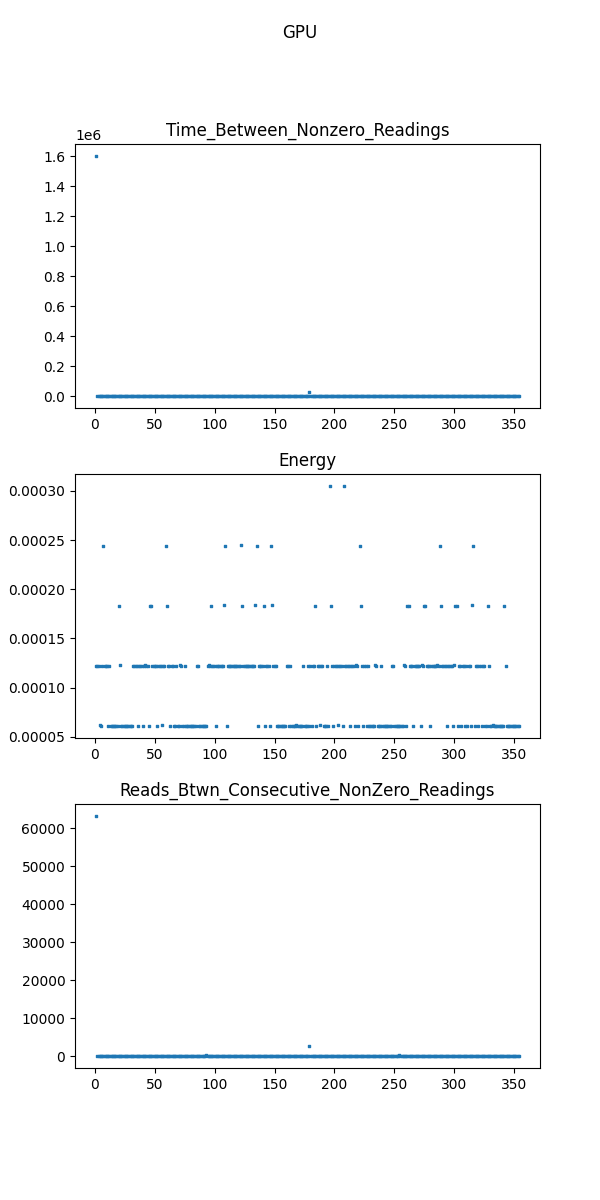 GPU
Time_Between_Nonzero_Readings
1e6
1.6
1.4
1.2
1.0
0.8
0.6
0.4
0.2
0.0
0 50 100 150 200 250 300 350
Energy
0.00030
0.00025
0.00020
0.00015
0.00010
0.00005
0 50 100 150 200 250 300 350
Reads_Btwn_Consecutive_NonZero_Readings
60000
50000
40000
30000
20000
10000
0
0 50 100 150 200 250 300 350